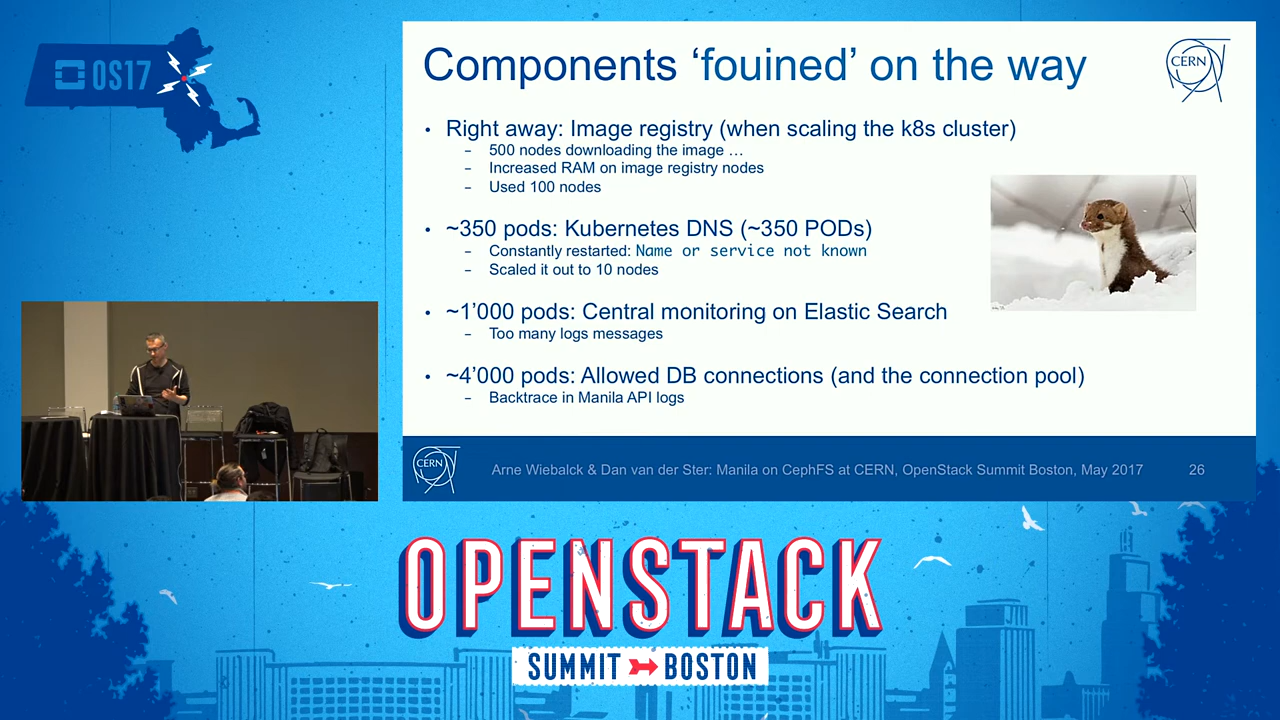 OS17
Components ‘fouined’ on the way
CERN
• Right away: Image registry (when scaling the k8s cluster)
– 500 nodes downloading the image …
– Increased RAM on image registry nodes
– Used 100 nodes
• ~350 pods: Kubernetes DNS (~350 PODs)
– Constantly restarted: Name or service not known
– Scaled it out to 10 nodes
• ~1’000 pods: Central monitoring on Elastic Search
– Too many logs messages
• ~4’000 pods: Allowed DB connections (and the connection pool)
– Backtrace in Manila API logs
CERN
Arne Wiebalck & Dan van der Ster: Manila on CephFS at CERN, OpenStack Summit Boston, May 2017
26
OPENSTACK
SUMMIT BOSTON